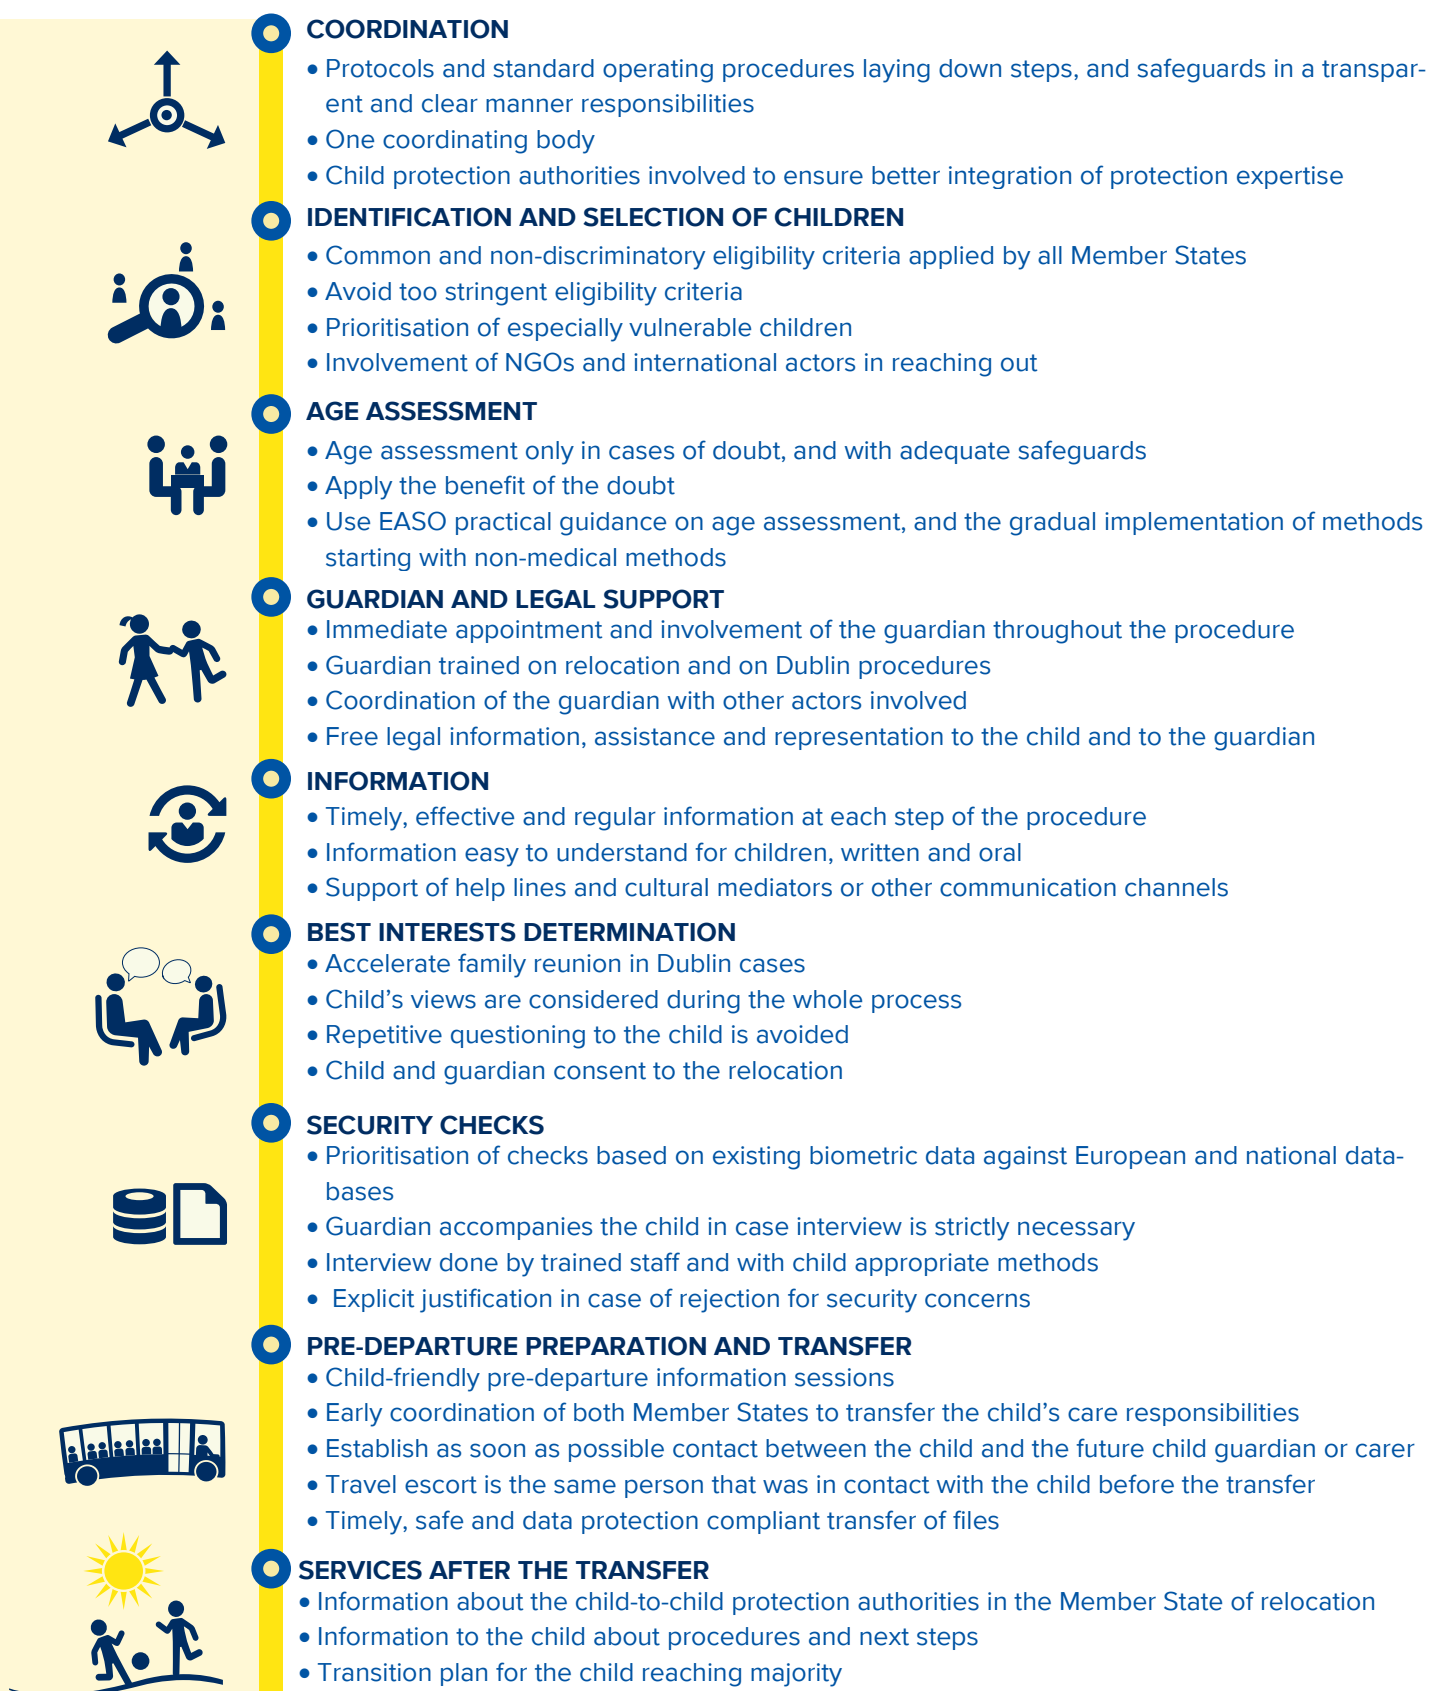 COORDINATION
• Protocols and standard operating procedures laying down steps, and safeguards in a transpar-
ent and clear manner responsibilities
• One coordinating body
• Child protection authorities involved to ensure better integration of protection expertise
IDENTIFICATION AND SELECTION OF CHILDREN
• Common and non-discriminatory eligibility criteria applied by all Member States
• Avoid too stringent eligibility criteria
• Prioritisation of especially vulnerable children
• Involvement of NGOs and international actors in reaching out
AGE ASSESSMENT
• Age assessment only in cases of doubt, and with adequate safeguards
• Apply the benefit of the doubt
• Use EASO practical guidance on age assessment, and the gradual implementation of methods
starting with non-medical methods
GUARDIAN AND LEGAL SUPPORT
• Immediate appointment and involvement of the guardian throughout the procedure
• Guardian trained on relocation and on Dublin procedures
• Coordination of the guardian with other actors involved
• Free legal information, assistance and representation to the child and to the guardian
INFORMATION
• Timely, effective and regular information at each step of the procedure
• Information easy to understand for children, written and oral
• Support of help lines and cultural mediators or other communication channels
BEST INTERESTS DETERMINATION
• Accelerate family reunion in Dublin cases
• Child’s views are considered during the whole process
• Repetitive questioning to the child is avoided
• Child and guardian consent to the relocation
SECURITY CHECKS
• Prioritisation of checks based on existing biometric data against European and national data-
bases
• Guardian accompanies the child in case interview is strictly necessary
• Interview done by trained staff and with child appropriate methods
• Explicit justification in case of rejection for security concerns
PRE-DEPARTURE PREPARATION AND TRANSFER
• Child-friendly pre-departure information sessions
• Early coordination of both Member States to transfer the child’s care responsibilities
• Establish as soon as possible contact between the child and the future child guardian or carer
• Travel escort is the same person that was in contact with the child before the transfer
• Timely, safe and data protection compliant transfer of files
SERVICES AFTER THE TRANSFER
• Information about the child-to-child protection authorities in the Member State of relocation
• Information to the child about procedures and next steps
• Transition plan for the child reaching majority